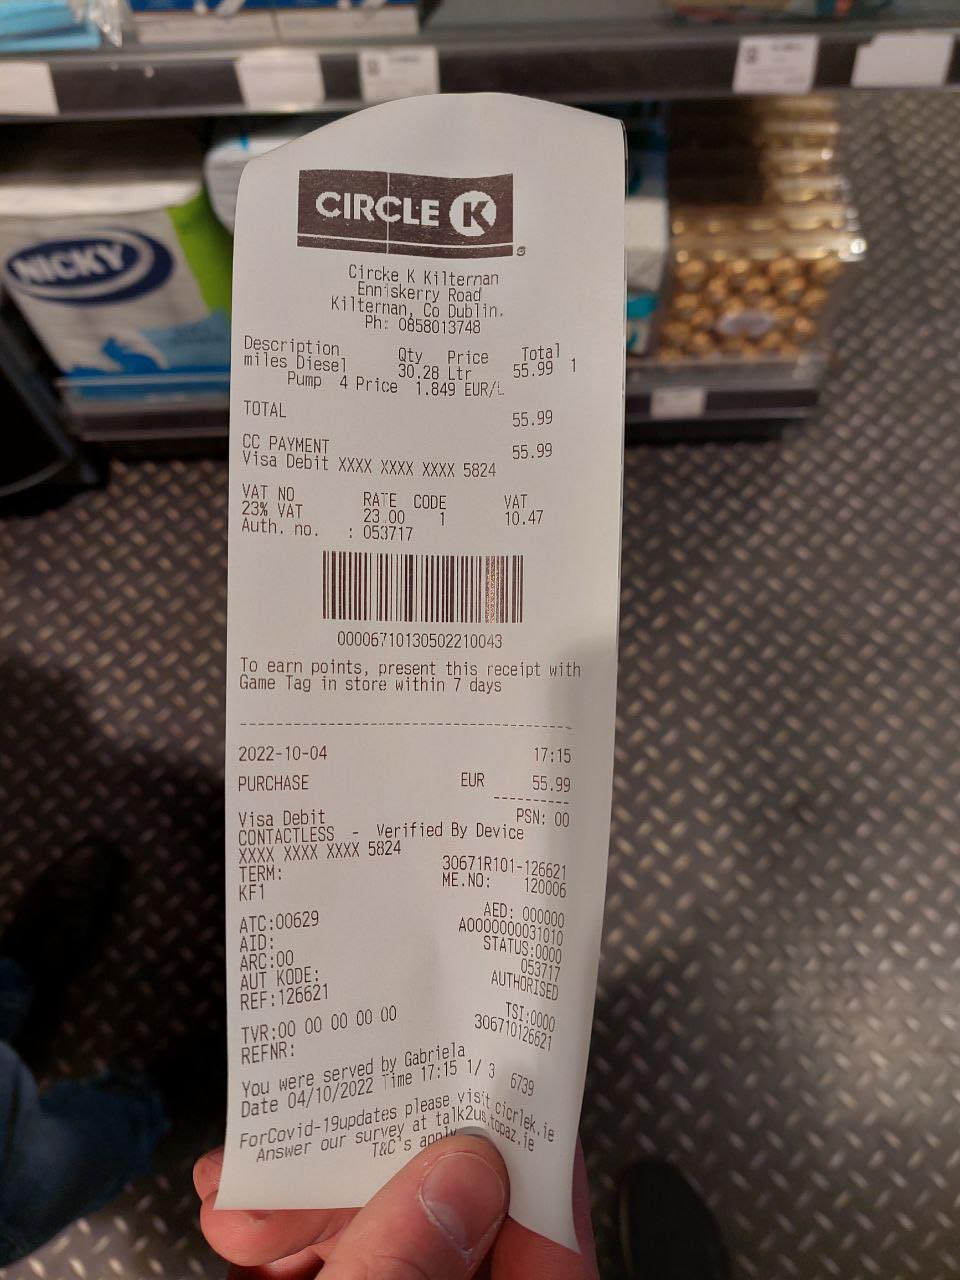 NICKY
CIRCLE K
Circke K Kilternan
Enniskerry Road
Kilternan, Co Dublin.
Ph: 0858013748
Description Qty Price Total
miles Diesel 30.28 Ltr 55.99 1
Pump 4 Price 1.849 EUR/L
TOTAL 55.99
CC PAYMENT 55.99
Visa Debit XXXX XXXX XXXX 5824
VAT NO RATE CODE VAT
23% VAT 23.00 1 10.47
Auth. no. : 053717
00006710130502210043
To earn points, present this receipt with
Game Tag in store within 7 days
2022-10-04 17:15
PURCHASE EUR 55.99
Visa Debit PSN: 00
CONTACTLESS - Verified By Device
XXXX XXXX XXXX 5824
TERM: 30671R101-126621
KF1 ME.NO: 120006
ATC:00629 AED: 000000
AID: A0000000031010
ARC:00 STATUS:0000
AUT KODE: 053717
REF:126621 AUTHORISED
TVR:00 00 00 00 00 TSI:0000
REFNR: 306710126621
You were served by Gabriela
Date 04/10/2022 Time 17:15 1/ 3 6739
ForCovid-19updates please visit cicrlek.ie
Answer our survey at talk2us.topaz.ie
T&C's apply